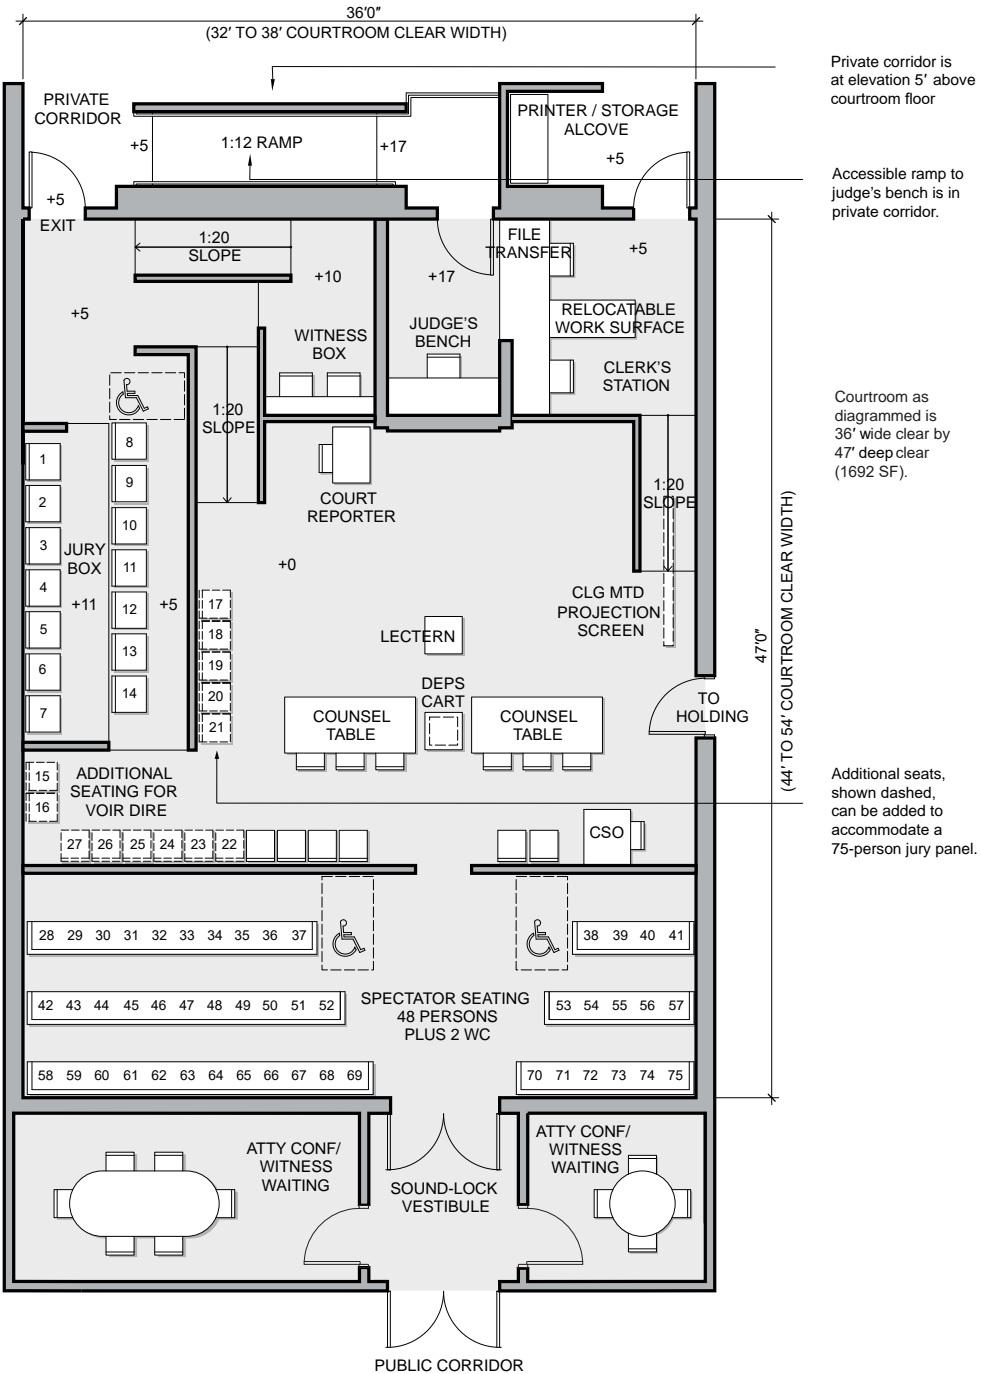 36′0″
(32′ TO 38′ COURTROOM CLEAR WIDTH)
Private corridor is
at elevation 5′ above
courtroom floor
PRIVATE
CORRIDOR
PRINTER / STORAGE
ALCOVE
+5
1:12 RAMP
+17
+5
Accessible ramp to
judge's bench is in
private corridor.
+5
EXIT
1:20
SLOPE
FILE
TRANSFER
+5
+10
+17
+5
WITNESS
BOX
JUDGE'S
BENCH
RELOCATABLE
WORK SURFACE
CLERK'S
STATION
1:20
SLOPE
Courtroom as
diagrammed is
36′ wide clear by
47′ deep clear
(1692 SF).
1
2
3
4
5
6
7
8
9
10
11
12
13
14
JURY
BOX
+11
+5
COURT
REPORTER
1:20
SLOPE
+0
CLG MTD
PROJECTION
SCREEN
17
18
19
20
21
LECTERN
DEPS
CART
COUNSEL
TABLE
COUNSEL
TABLE
TO
HOLDING
47′0″
(44′ TO 54′ COURTROOM CLEAR WIDTH)
15
16
ADDITIONAL
SEATING FOR
VOIR DIRE
Additional seats,
shown dashed,
can be added to
accommodate a
75-person jury panel.
27 26 25 24 23 22
CSO
28 29 30 31 32 33 34 35 36 37
38 39 40 41
42 43 44 45 46 47 48 49 50 51 52
53 54 55 56 57
SPECTATOR SEATING
48 PERSONS
PLUS 2 WC
58 59 60 61 62 63 64 65 66 67 68 69
70 71 72 73 74 75
ATTY CONF/
WITNESS
WAITING
ATTY CONF/
WITNESS
WAITING
SOUND-LOCK
VESTIBULE
PUBLIC CORRIDOR